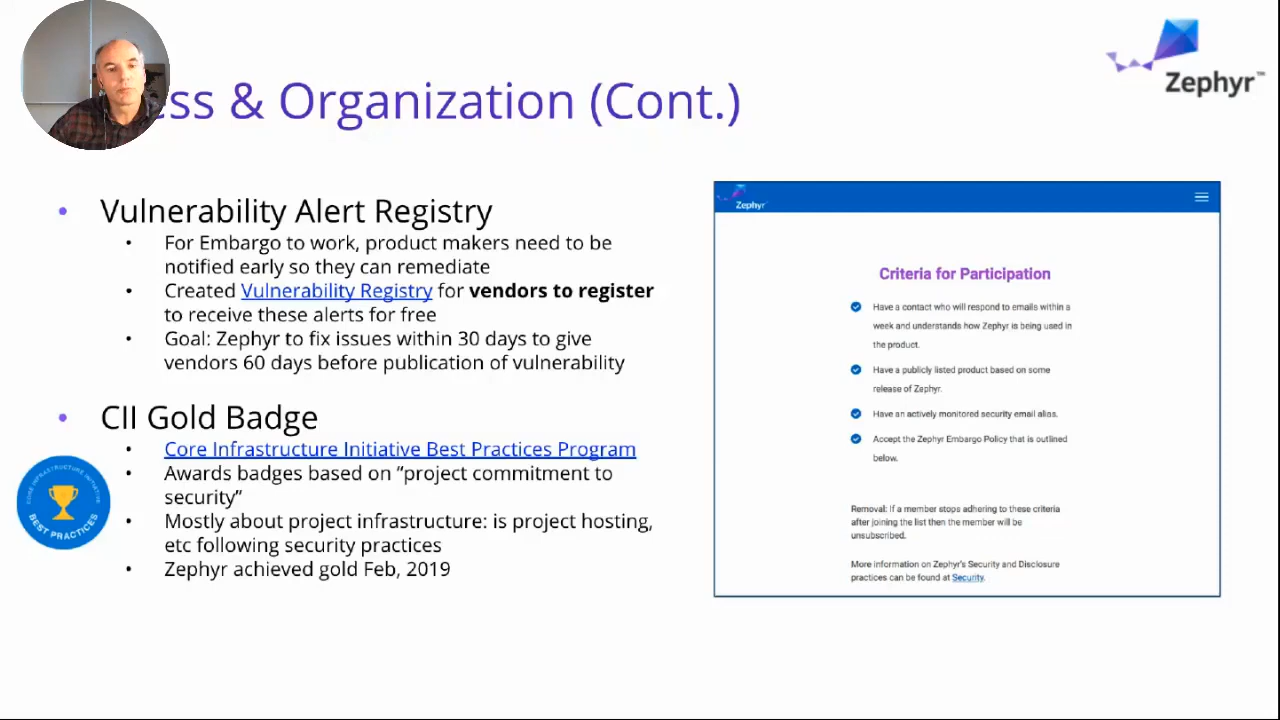 Zephyr™
ess & Organization (Cont.)
• Vulnerability Alert Registry
• For Embargo to work, product makers need to be
notified early so they can remediate
• Created Vulnerability Registry for vendors to register
to receive these alerts for free
• Goal: Zephyr to fix issues within 30 days to give
vendors 60 days before publication of vulnerability
• CII Gold Badge
• Core Infrastructure Initiative Best Practices Program
• Awards badges based on “project commitment to
security”
• Mostly about project infrastructure: is project hosting,
etc following security practices
• Zephyr achieved gold Feb, 2019
CORE INFRASTRUCTURE INITIATIVE
BEST PRACTICES
Zephyr
Criteria for Participation
Have a contact who will respond to emails within a
week and understands how Zephyr is being used in
the product.
Have a publicly listed product based on some
release of Zephyr.
Have an actively monitored security email alias.
Accept the Zephyr Embargo Policy that is outlined
below.
Removal: If a member stops adhering to these criteria
after joining the list then the member will be
unsubscribed.
More information on Zephyr's Security and Disclosure
practices can be found at Security.